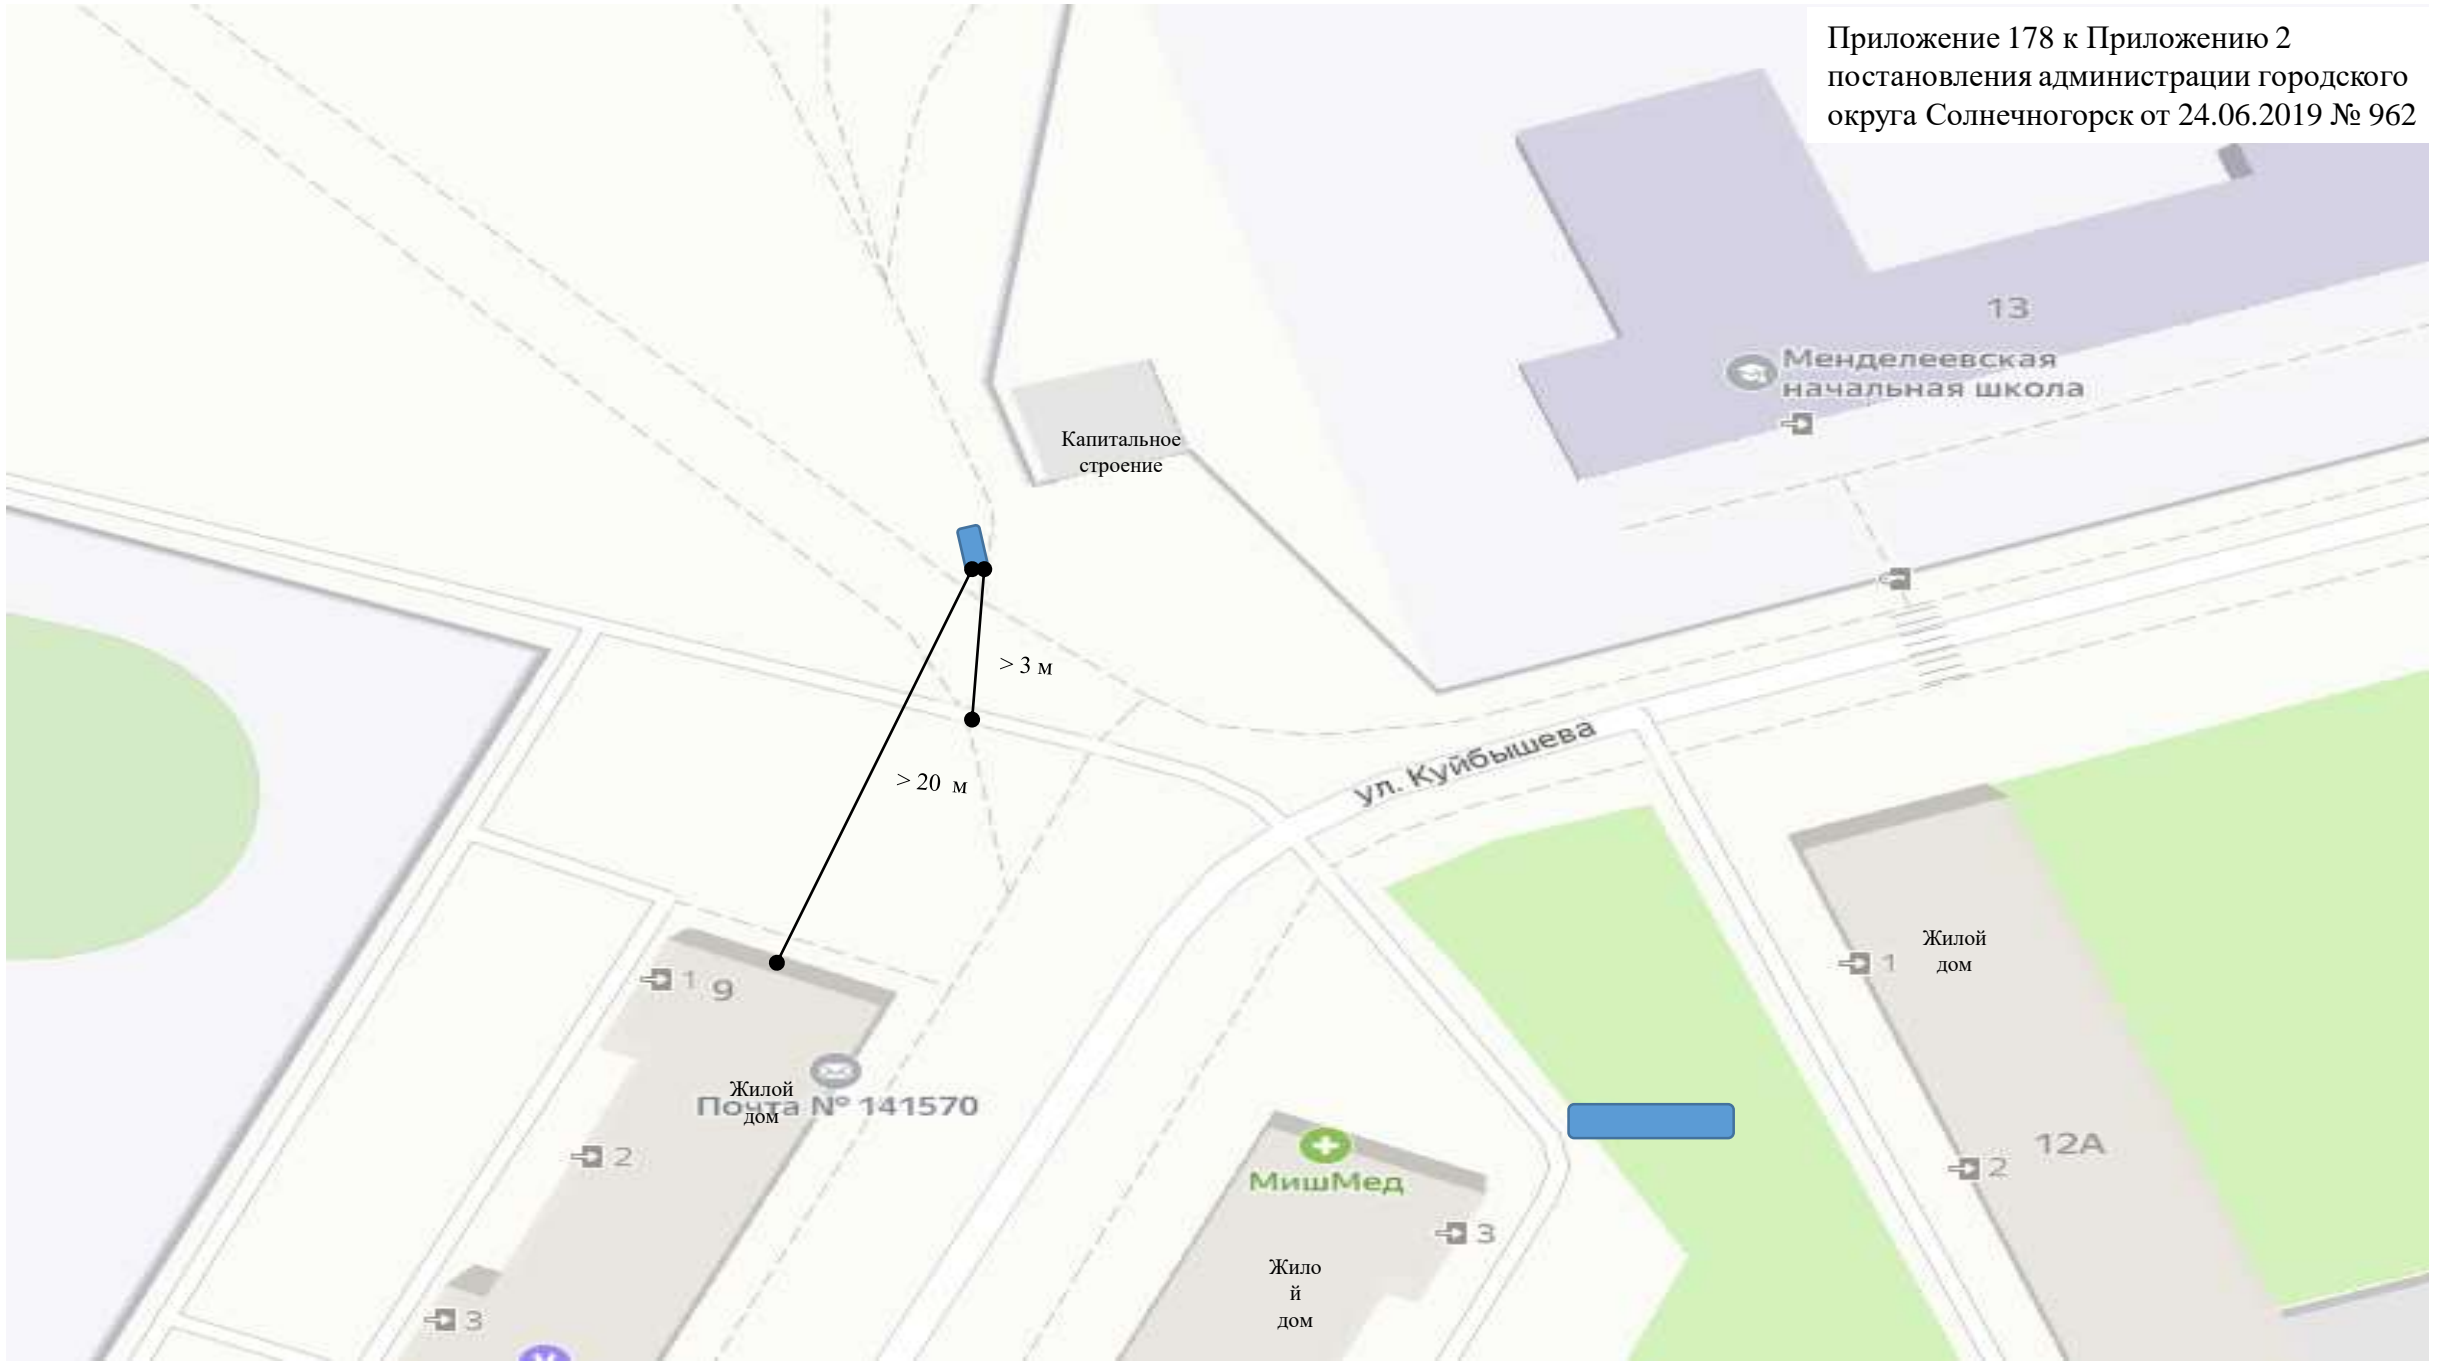 Приложение 178 к Приложению 2
постановления администрации городского
округа Солнечногорск от 24.06.2019 № 962
13
Менделеевская
начальная школа
Капитальное
строение
> 3 м
> 20 м
ул. Куйбышева
Жилой
дом
1
1
9
Жилой
дом
Почта № 141570
2
12А
2
МишМед
3
Жило
й
дом
3